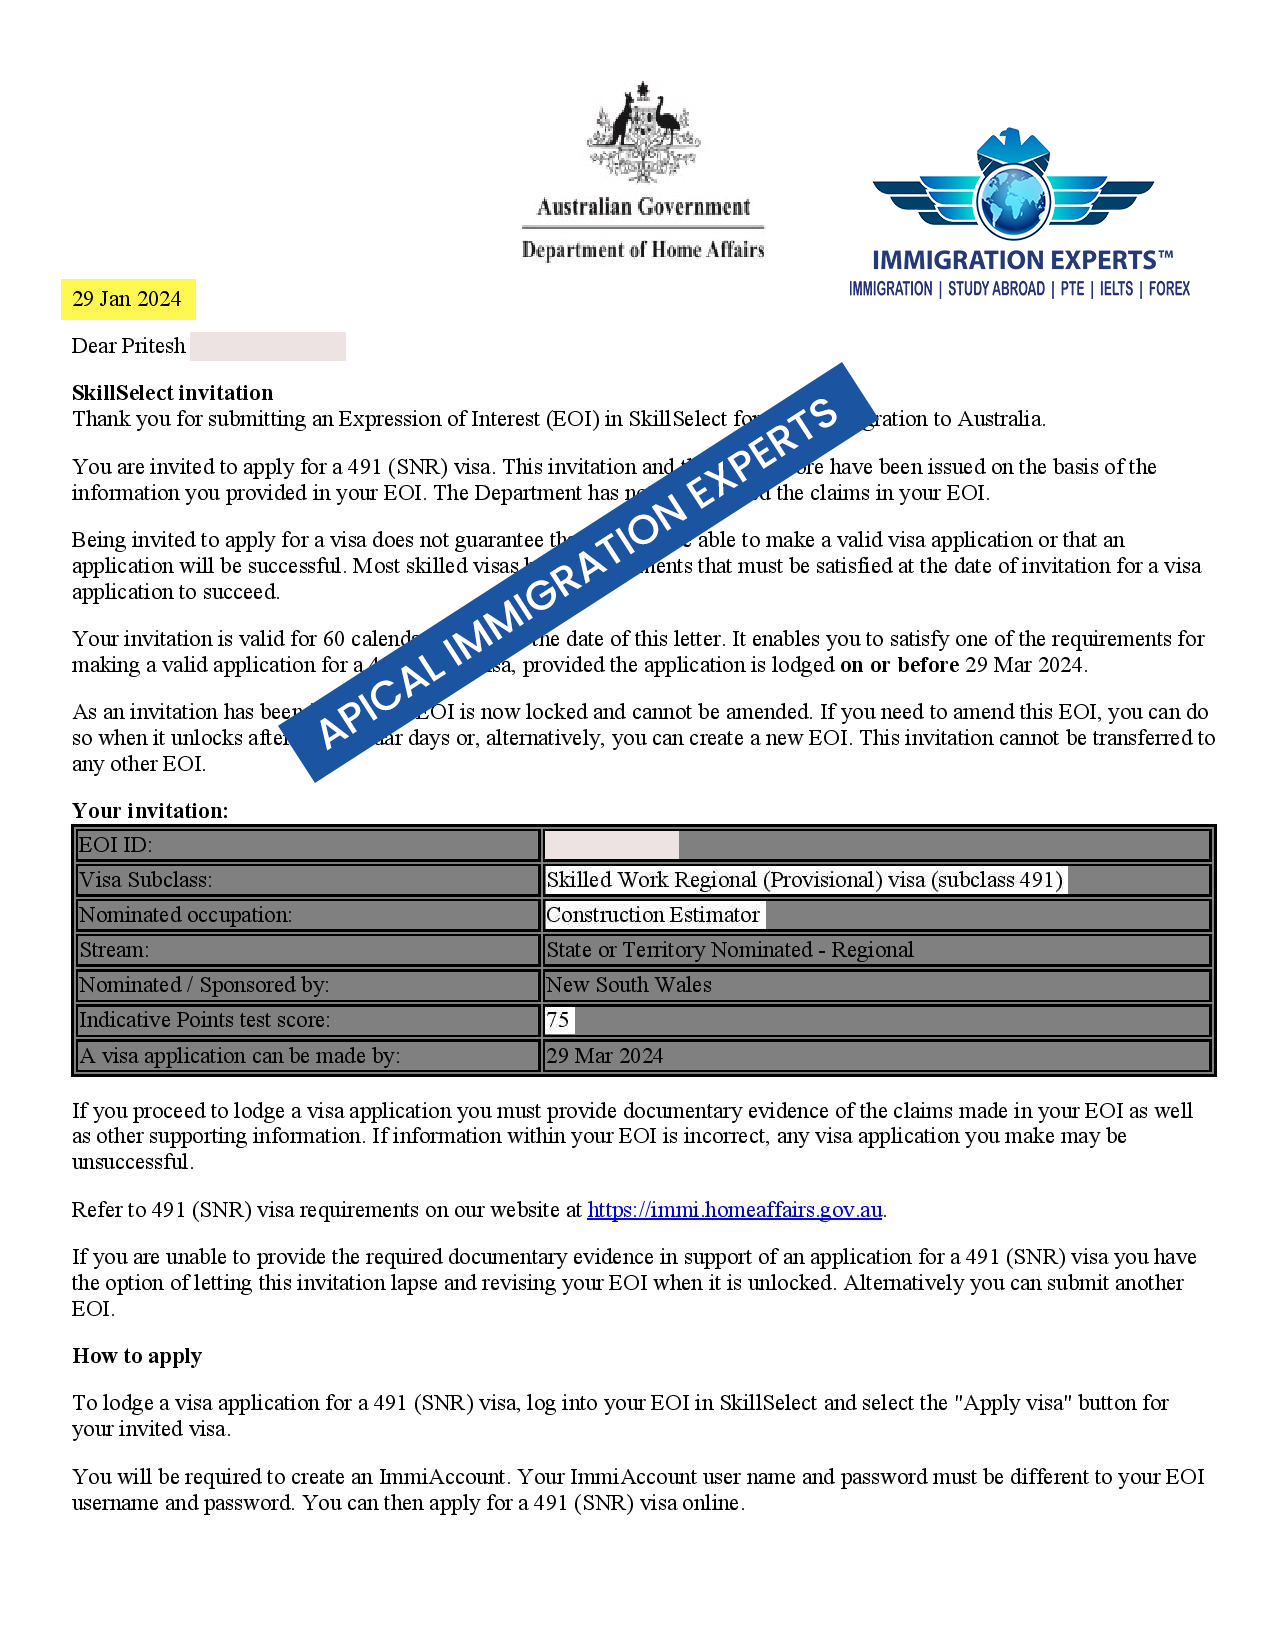 Australian Government
Department of Home Affairs
IMMIGRATION EXPERTS™
IMMIGRATION | STUDY ABROAD | PTE | IELTS | FOREX
29 Jan 2024
Dear Pritesh
SkillSelect invitation
Thank you for submitting an Expression of Interest (EOI) in SkillSelect for ration to Australia.
You are invited to apply for a 491 (SNR) visa. This invitation and have been issued on the basis of the
information you provided in your EOI. The Department has the claims in your EOI.
Being invited to apply for a visa does not guarantee able to make a valid visa application or that an
application will be successful. Most skilled visas that must be satisfied at the date of invitation for a visa
application to succeed.
Your invitation is valid for 60 the date of this letter. It enables you to satisfy one of the requirements for
making a valid application for a provided the application is lodged on or before 29 Mar 2024.
As an invitation has been EOI is now locked and cannot be amended. If you need to amend this EOI, you can do
so when it unlocks days or, alternatively, you can create a new EOI. This invitation cannot be transferred to
any other EOI.
APICAL IMMIGRATION EXPERTS
Your invitation:
EOI ID:
Visa Subclass: Skilled Work Regional (Provisional) visa (subclass 491)
Nominated occupation: Construction Estimator
Stream: State or Territory Nominated - Regional
Nominated / Sponsored by: New South Wales
Indicative Points test score: 75
A visa application can be made by: 29 Mar 2024
If you proceed to lodge a visa application you must provide documentary evidence of the claims made in your EOI as well
as other supporting information. If information within your EOI is incorrect, any visa application you make may be
unsuccessful.
Refer to 491 (SNR) visa requirements on our website at https://immi.homeaffairs.gov.au.
If you are unable to provide the required documentary evidence in support of an application for a 491 (SNR) visa you have
the option of letting this invitation lapse and revising your EOI when it is unlocked. Alternatively you can submit another
EOI.
How to apply
To lodge a visa application for a 491 (SNR) visa, log into your EOI in SkillSelect and select the "Apply visa" button for
your invited visa.
You will be required to create an ImmiAccount. Your ImmiAccount user name and password must be different to your EOI
username and password. You can then apply for a 491 (SNR) visa online.